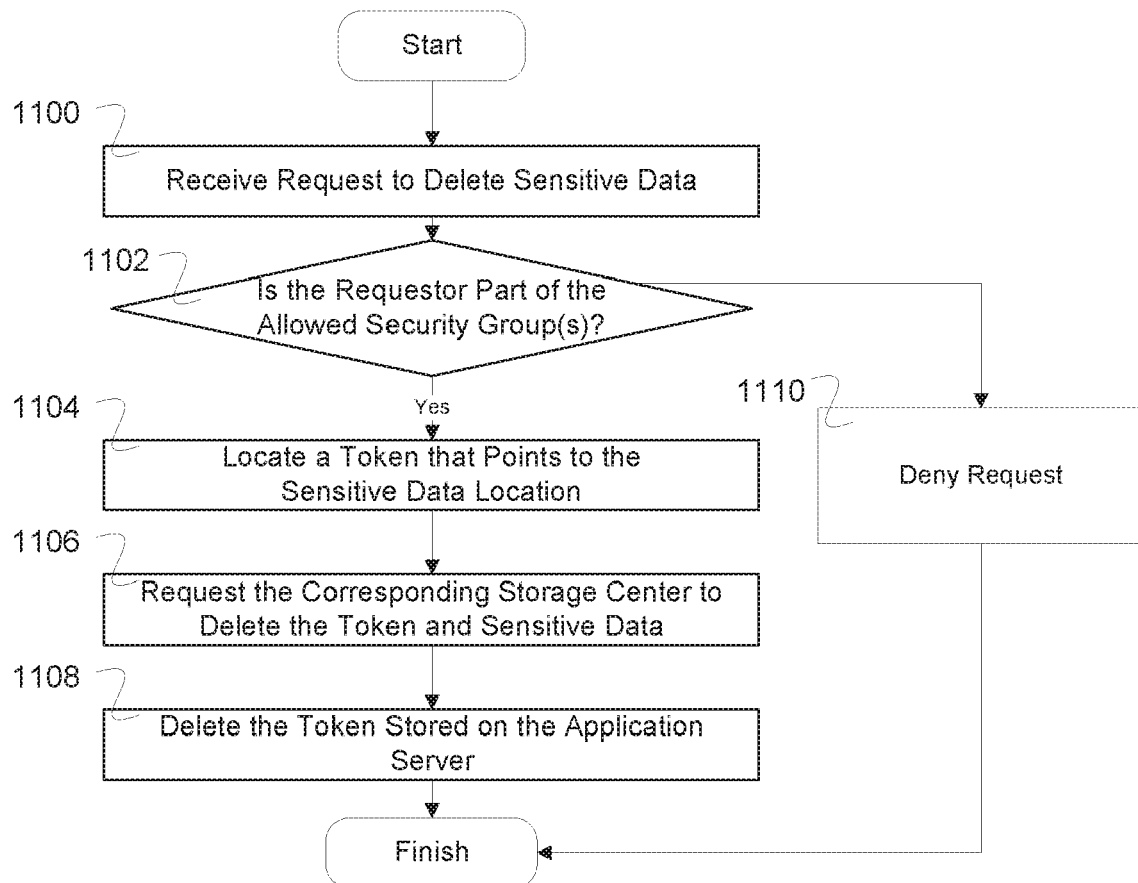 Start
1100
Receive Request to Delete Sensitive Data
1102
Is the Requestor Part of the
Allowed Security Group(s)?
Yes
1104
Locate a Token that Points to the
Sensitive Data Location
1110
Deny Request
1106
Request the Corresponding Storage Center to
Delete the Token and Sensitive Data
1108
Delete the Token Stored on the Application
Server
Finish